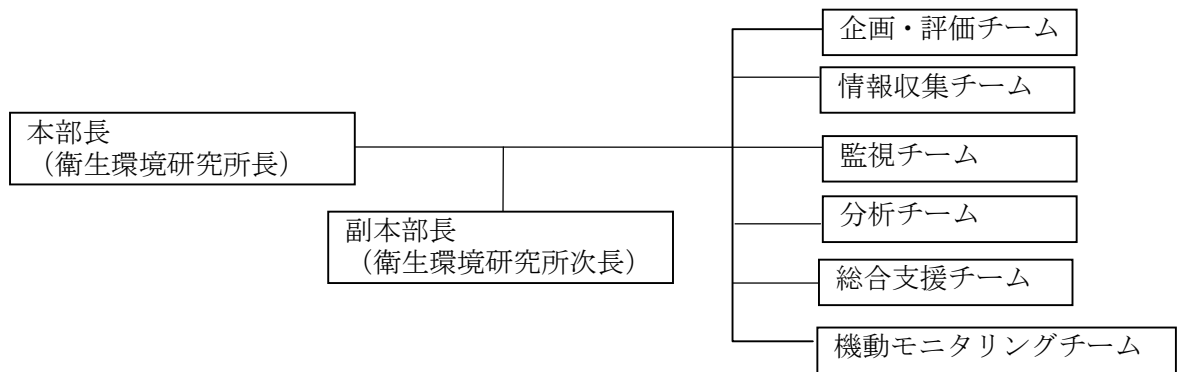 本部長
（衛生環境研究所長）
副本部長
（衛生環境研究所次長）
企画・評価チーム
情報収集チーム
監視チーム
分析チーム
総合支援チーム
機動モニタリングチーム